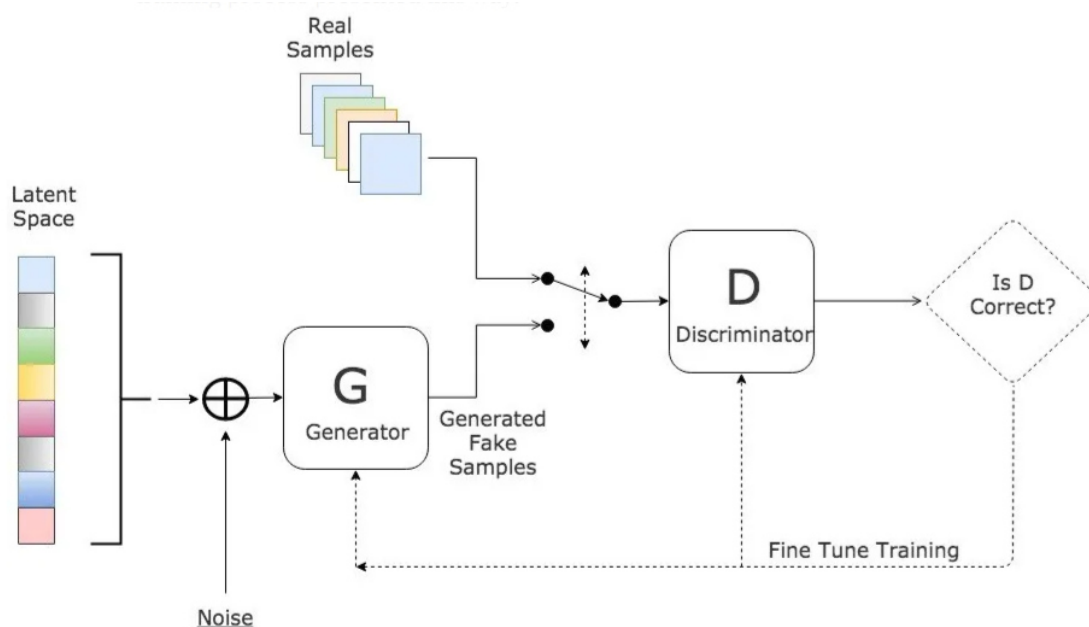 Real
Samples
Latent
Space
D
Discriminator
Is D
Correct?
G
Generator
Generated
Fake
Samples
Fine Tune Training
Noise